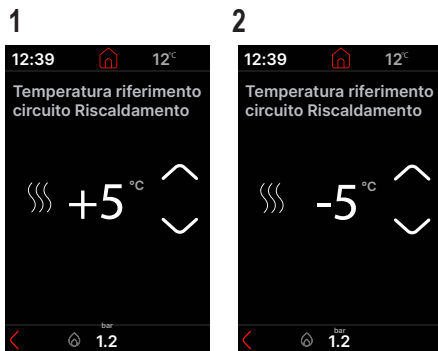 1
12:39 12°C
Temperatura riferimento
circuito Riscaldamento
+5 °C
bar
1.2
2
12:39 12°C
Temperatura riferimento
circuito Riscaldamento
-5 °C
bar
1.2